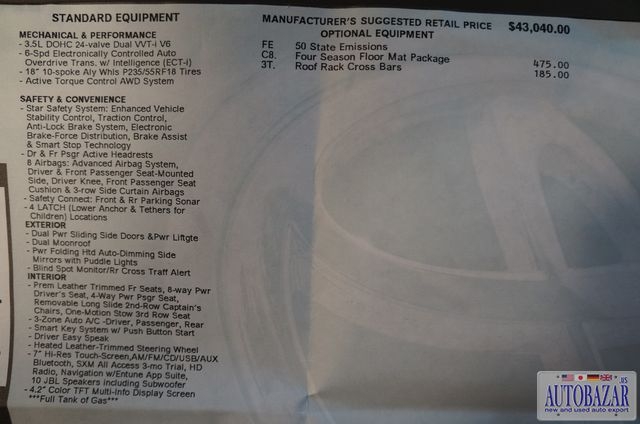 STANDARD EQUIPMENT
MECHANICAL & PERFORMANCE
- 3.5L DOHC 24-valve Dual VVT-i V6
- 6-Spd Electronically Controlled Auto
Overdrive Trans. w/ Intelligence (ECT-i)
- 18" 10-spoke Aly Whls P235/55RF18 Tires
- Active Torque Control AWD System
SAFETY & CONVENIENCE
- Star Safety System: Enhanced Vehicle
Stability Control, Traction Control,
Anti-Lock Brake System, Electronic
Brake-Force Distribution, Brake Assist
& Smart Stop Technology
- Dr & Fr Psgr Active Headrests
8 Airbags: Advanced Airbag System,
Driver & Front Passenger Seat-Mounted
Side, Driver Knee, Front Passenger Seat
Cushion & 3-row Side Curtain Airbags
- Safety Connect: Front & Rr Parking Sonar
- 4 LATCH (Lower Anchor & Tethers for
Children) Locations
EXTERIOR
- Dual Pwr Sliding Side Doors &Pwr Liftgte
- Dual Moonroof
- Pwr Folding Htd Auto-Dimming Side
Mirrors with Puddle Lights
- Blind Spot Monitor/Rr Cross Traff Alert
INTERIOR
- Prem Leather Trimmed Fr Seats, 8-way Pwr
Driver's Seat, 4-Way Pwr Psgr Seat,
Removable Long Slide 2nd-Row Captain's
Chairs, One-Motion Stow 3rd Row Seat
- 3-Zone Auto A/C -Driver, Passenger, Rear
- Smart Key System w/ Push Button Start
- Driver Easy Speak
- Heated Leather-Trimmed Steering Wheel
- 7" Hi-Res Touch-Screen,AM/FM/CD/USB/AUX
Bluetooth, SXM All Access 3-mo Trial, HD
Radio, Navigation w/Entune App Suite,
10 JBL Speakers including Subwoofer
- 4.2" Color TFT Multi-Info Display Screen
***Full Tank of Gas***
MANUFACTURER'S SUGGESTED RETAIL PRICE $43,040.00
OPTIONAL EQUIPMENT
FE 50 State Emissions
C8. Four Season Floor Mat Package 475.00
3T. Roof Rack Cross Bars 185.00
AUTOBAZAR.US
new and used auto export